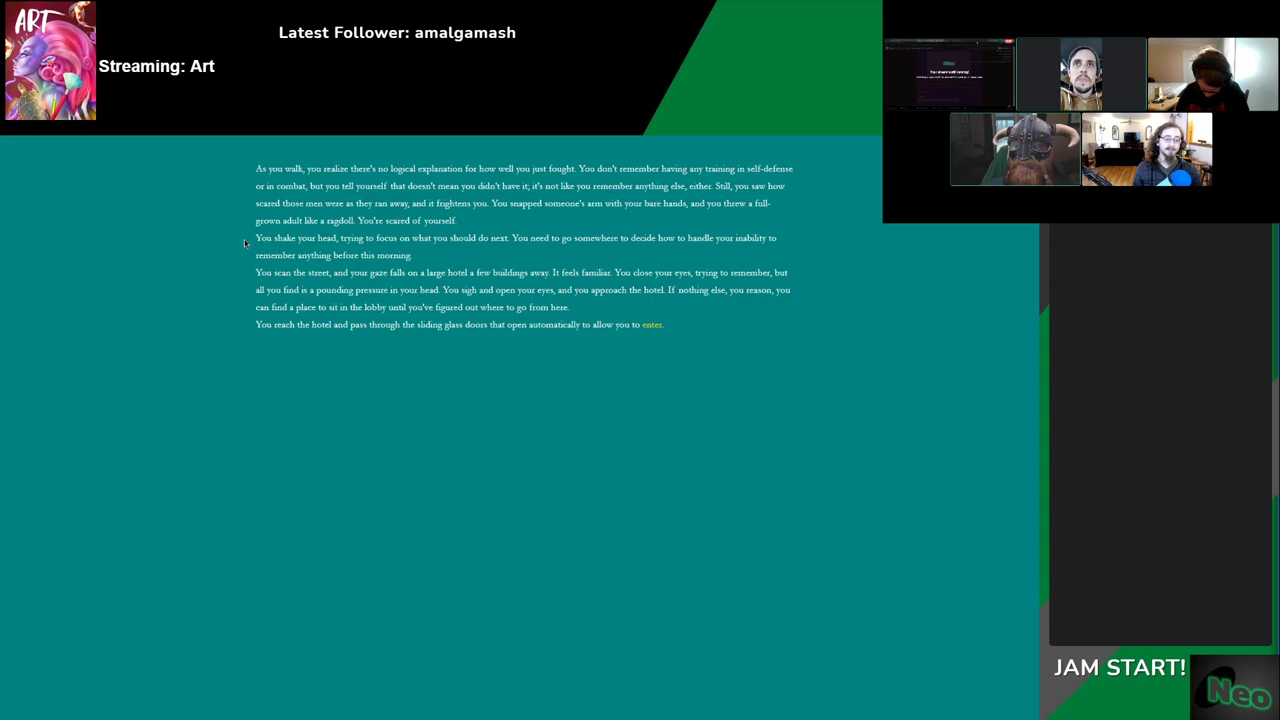 ART
Latest Follower: amalgamash
Streaming: Art
As you walk, you realize there's no logical explanation for how well you just fought. You don't remember having any training in self-defense
or in combat, but you tell yourself that doesn't mean you didn't have it; it's not like you remember anything else, either. Still, you saw how
scared those men were as they ran away, and it frightens you. You snapped someone's arm with your bare hands, and you threw a full-
grown adult like a ragdoll. You're scared of yourself.
You shake your head, trying to focus on what you should do next. You need to go somewhere to decide how to handle your inability to
remember anything before this morning.
You scan the street, and your gaze falls on a large hotel a few buildings away. It feels familiar. You close your eyes, trying to remember, but
all you find is a pounding pressure in your head. You sigh and open your eyes, and you approach the hotel. If nothing else, you reason, you
can find a place to sit in the lobby until you've figured out where to go from here.
You reach the hotel and pass through the sliding glass doors that open automatically to allow you to enter.
JAM START!
Neo